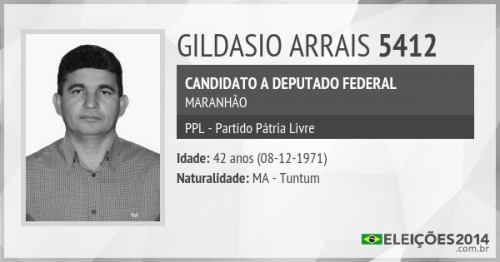 GILDASIO ARRAIS 5412
CANDIDATO A DEPUTADO FEDERAL
MARANHÃO
PPL - Partido Pátria Livre
Idade: 42 anos (08-12-1971)
Naturalidade: MA - Tuntum
ELEIÇÕES2014
.com.br